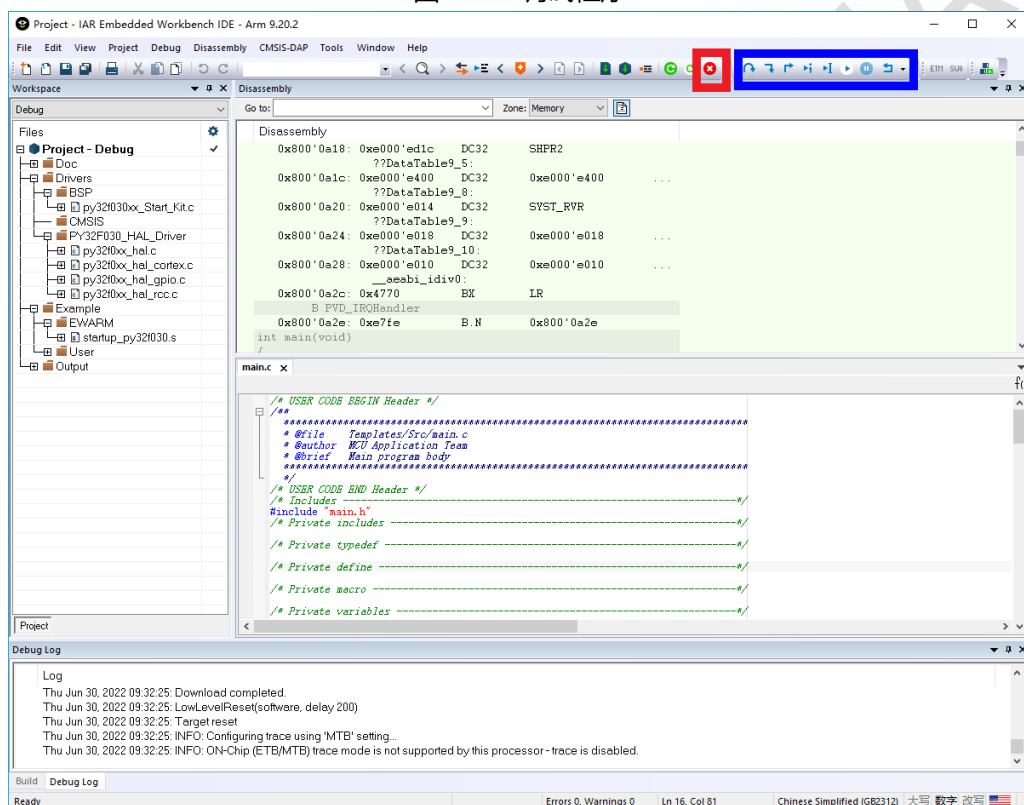 Project - IAR Embedded Workbench IDE - Arm 9.20.2
File Edit View Project Debug Disassembly CMSIS-DAP Tools Window Help
ETM SWO
Workspace
Disassembly
Debug
Go to:
Zone: Memory
Files
Project - Debug
Doc
Drivers
BSP
py32f030xx_Start_Kit.c
CMSIS
PY32F030_HAL_Driver
py32f0xx_hal.c
py32f0xx_hal_cortex.c
py32f0xx_hal_gpio.c
py32f0xx_hal_rcc.c
Example
EWARM
startup_py32f030.s
User
Output
Project
Disassembly
0x800'0a18: 0xe000'ed1c DC32 SHPR2
??DataTable9_5:
0x800'0a1c: 0xe000'e400 DC32 0xe000'e400 ...
??DataTable9_8:
0x800'0a20: 0xe000'e014 DC32 SYST_RVR
??DataTable9_9:
0x800'0a24: 0xe000'e018 DC32 0xe000'e018 ...
??DataTable9_10:
0x800'0a28: 0xe000'e010 DC32 0xe000'e010 ...
__aeabi_idiv0:
0x800'0a2c: 0x4770 BX LR
B PVD_IRQHandler
0x800'0a2e: 0xe7fe B.N 0x800'0a2e
int main(void)
{
main.c
/* USER CODE BEGIN Header */
/**
******************************************************************************
* @file Templates/Src/main.c
* @author MCU Application Team
* @brief Main program body
******************************************************************************
*/
/* USER CODE END Header */
/* Includes ------------------------------------------------------------------*/
#include "main.h"
/* Private includes ----------------------------------------------------------*/
/* Private typedef -----------------------------------------------------------*/
/* Private define ------------------------------------------------------------*/
/* Private macro -------------------------------------------------------------*/
/* Private variables ---------------------------------------------------------*/
Debug Log
Log
Thu Jun 30, 2022 09:32:25: Download completed.
Thu Jun 30, 2022 09:32:25: LowLevelReset(software, delay 200)
Thu Jun 30, 2022 09:32:25: Target reset
Thu Jun 30, 2022 09:32:25: INFO: Configuring trace using 'MTB' setting...
Thu Jun 30, 2022 09:32:25: INFO: ON-Chip (ETB/MTB) trace mode is not supported by this processor - trace is disabled.
Build Debug Log
Ready
Errors 0, Warnings 0
Ln 16, Col 81
Chinese Simplified (GB2312)
大写 数字 改写